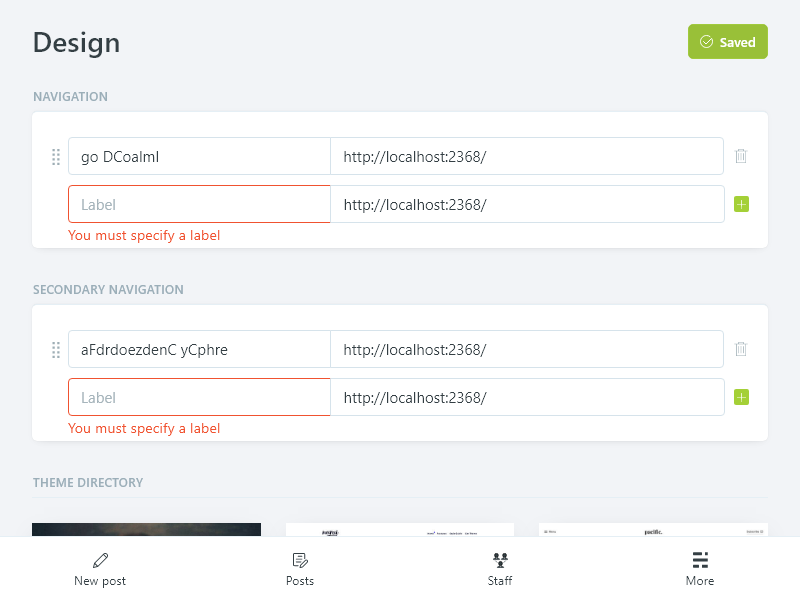 Design
Saved
NAVIGATION
go DCoalmI http://localhost:2368/
Label http://localhost:2368/
You must specify a label
SECONDARY NAVIGATION
aFdrdoezdenC yCphre http://localhost:2368/
Label http://localhost:2368/
You must specify a label
THEME DIRECTORY
pacific.
New post Posts Staff More